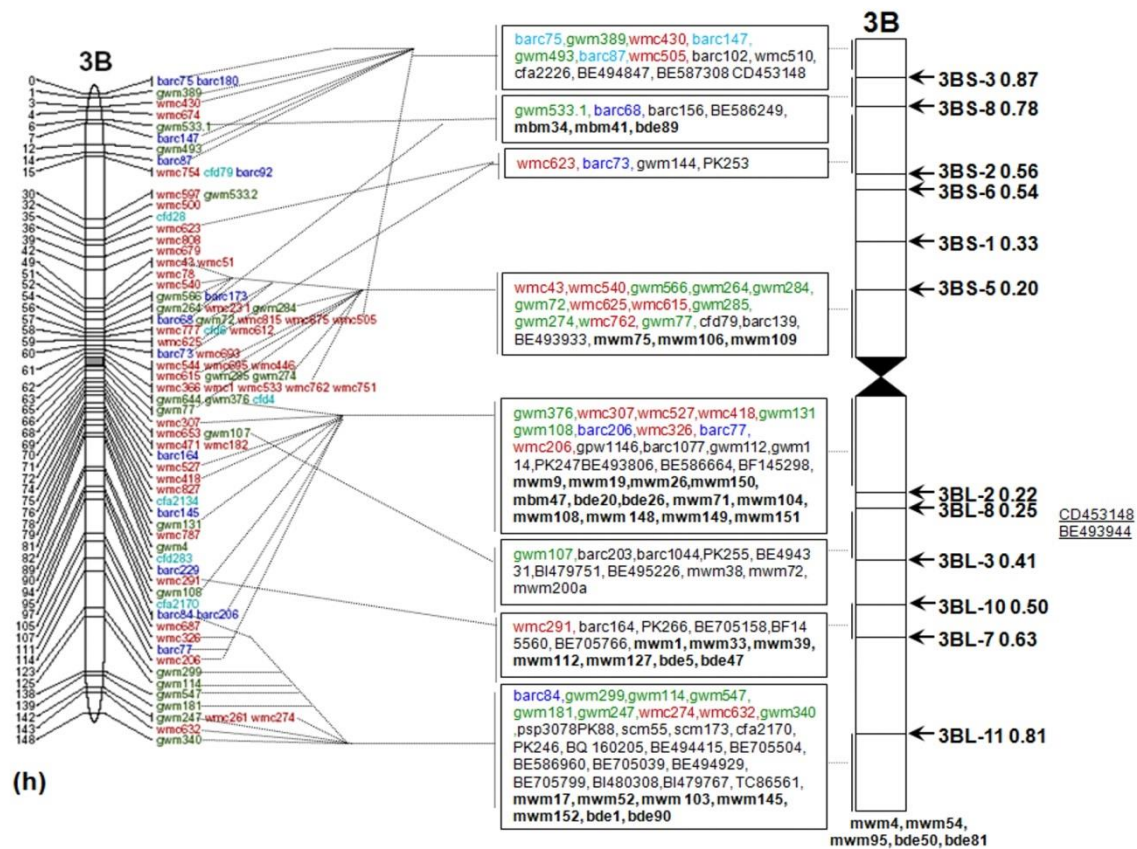 3B
0
1
3
4
6
7
12
14
15
30
32
35
36
39
42
49
51
52
54
56
57
58
59
60
61
62
63
65
66
68
69
70
71
72
72
74
75
76
78
79
81
82
89
90
94
95
97
105
107
111
114
123
125
138
139
142
143
148
barc75 barc180
gwm389
wmc430
wmc674
gwm533.1
barc147
gwm493
barc87
wmc754 cfd79 barc92
wmc597 gwm533.2
wmc500
cfd28
wmc623
wmc808
wmc679
wmc43 wmc51
wmc78
wmc540
gwm566 barc173
gwm264 wmc231 gwm284
barc68 gwm72 wmc815 wmc675 wmc505
wmc777 cfd6 wmc612
wmc625
barc73 wmc693
wmc544 wmc695 wmc446
wmc615 gwm285 gwm274
wmc366 wmc1 wmc533 wmc762 wmc751
gwm644 gwm376 cfd4
gwm77
wmc307
wmc653 gwm107
wmc471 wmc182
barc164
wmc527
wmc418
wmc827
cfa2134
barc145
gwm131
wmc787
gwm4
cfd283
barc229
wmc291
gwm108
cfa2170
barc84 barc206
wmc687
wmc326
barc77
wmc206
gwm299
gwm114
gwm547
gwm181
gwm247 wmc261 wmc274
wmc632
gwm340
(h)
barc75,gwm389,wmc430, barc147,
gwm493,barc87,wmc505, barc102, wmc510,
cfa2226, BE494847, BE587308 CD453148
gwm533.1, barc68, barc156, BE586249,
mbm34, mbm41, bde89
wmc623, barc73, gwm144, PK253
wmc43, wmc540,gwm566,gwm264,gwm284,
gwm72, wmc625, wmc615, gwm285,
gwm274, wmc762, gwm77, cfd79,barc139,
BE493933, mwm75, mwm106, mwm109
gwm376, wmc307,wmc527,wmc418,gwm131
gwm108, barc206, wmc326, barc77,
wmc206, gpw1146,barc1077,gwm112, gwm1
14,PK247BE493806, BE586664, BF145298,
mwm9, mwm19, mwm26,mwm150,
mbm47, bde20,bde26, mwm71, mwm104,
mwm108, mwm 148, mwm149, mwm151
gwm107,barc203,barc1044,PK255, BE4943
31,BI479751, BE495226, mwm38, mwm72,
mwm200a
wmc291, barc164, PK266, BE705158,BF14
5560, BE705766, mwm1, mwm33, mwm39,
mwm112, mwm127, bde5, bde47
barc84,gwm299,gwm114,gwm547,
gwm181,gwm247,wmc274,wmc632,gwm340
,psp3078PK88, scm55, scm173, cfa2170,
PK246, BQ 160205, BE494415, BE705504,
BE586960, BE705039, BE494929,
BE705799, BI480308,BI479767, TC86561,
mwm17, mwm52, mwm 103, mwm145,
mwm152, bde1, bde90
3B
3BS-3 0.87
3BS-8 0.78
3BS-2 0.56
3BS-6 0.54
3BS-1 0.33
3BS-5 0.20
3BL-2 0.22
3BL-8 0.25
CD453148
BE493944
3BL-3 0.41
3BL-10 0.50
3BL-7 0.63
3BL-11 0.81
mwm4, mwm54,
mwm95, bde50, bde81